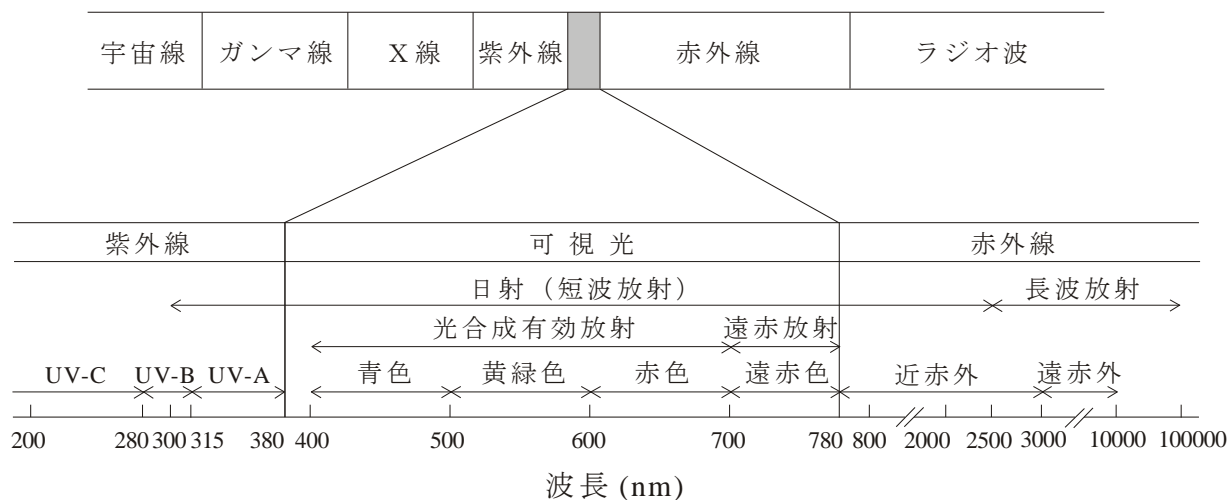 宇宙線 ガンマ線 X線 紫外線 赤外線 ラジオ波
紫外線 可視光 赤外線
日射（短波放射） 長波放射
光合成有効放射 遠赤放射
UV-C UV-B UV-A 青色 黄緑色 赤色 遠赤色 近赤外 遠赤外
200 280 300 315 380 400 500 600 700 780 800 2000 2500 3000 10000 100000
波長 (nm)